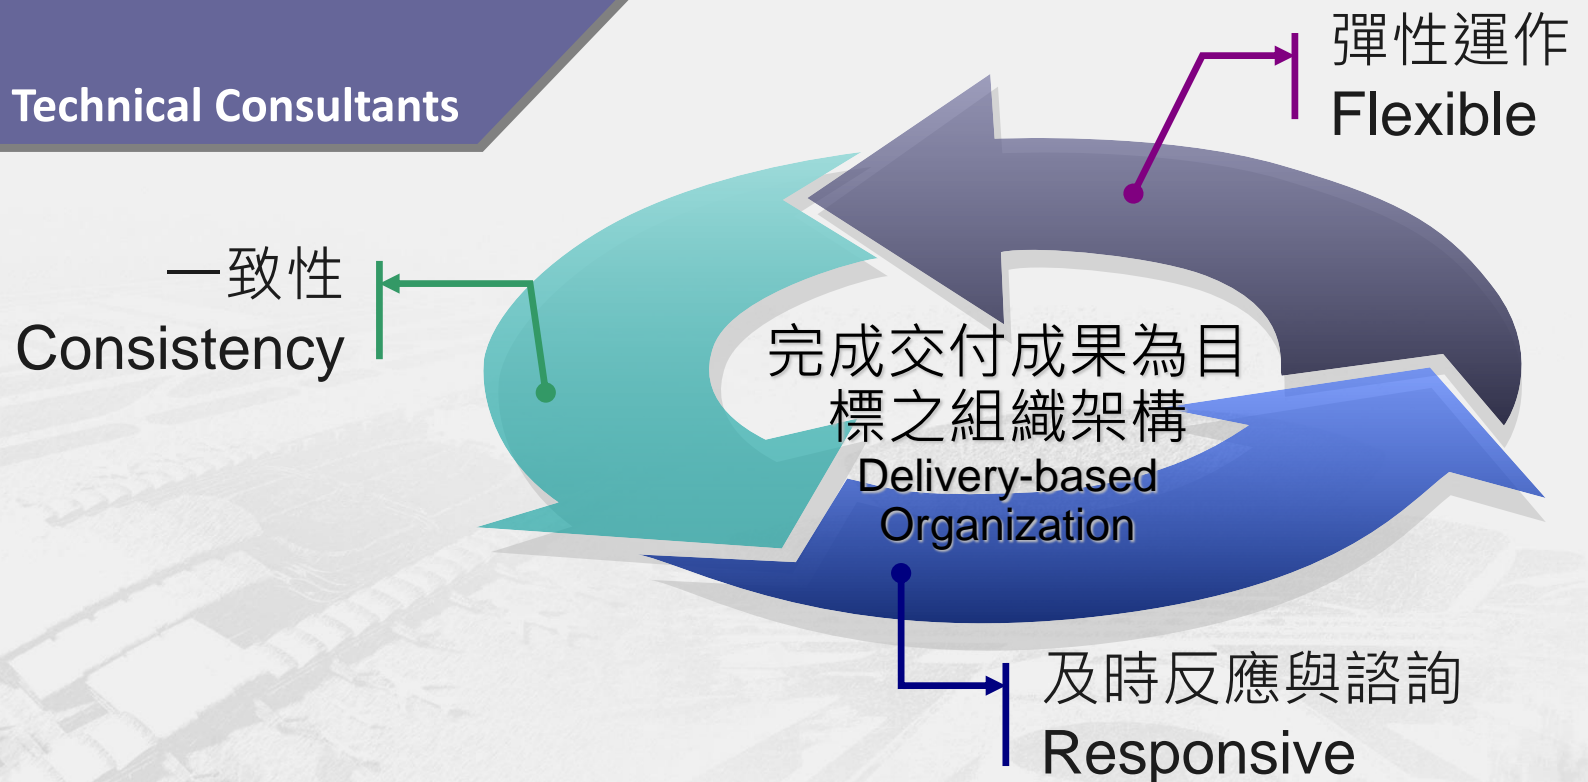 Technical Consultants
彈性運作
Flexible
一致性
Consistency
完成交付成果為目
標之組織架構
Delivery-based
Organization
及時反應與諮詢
Responsive